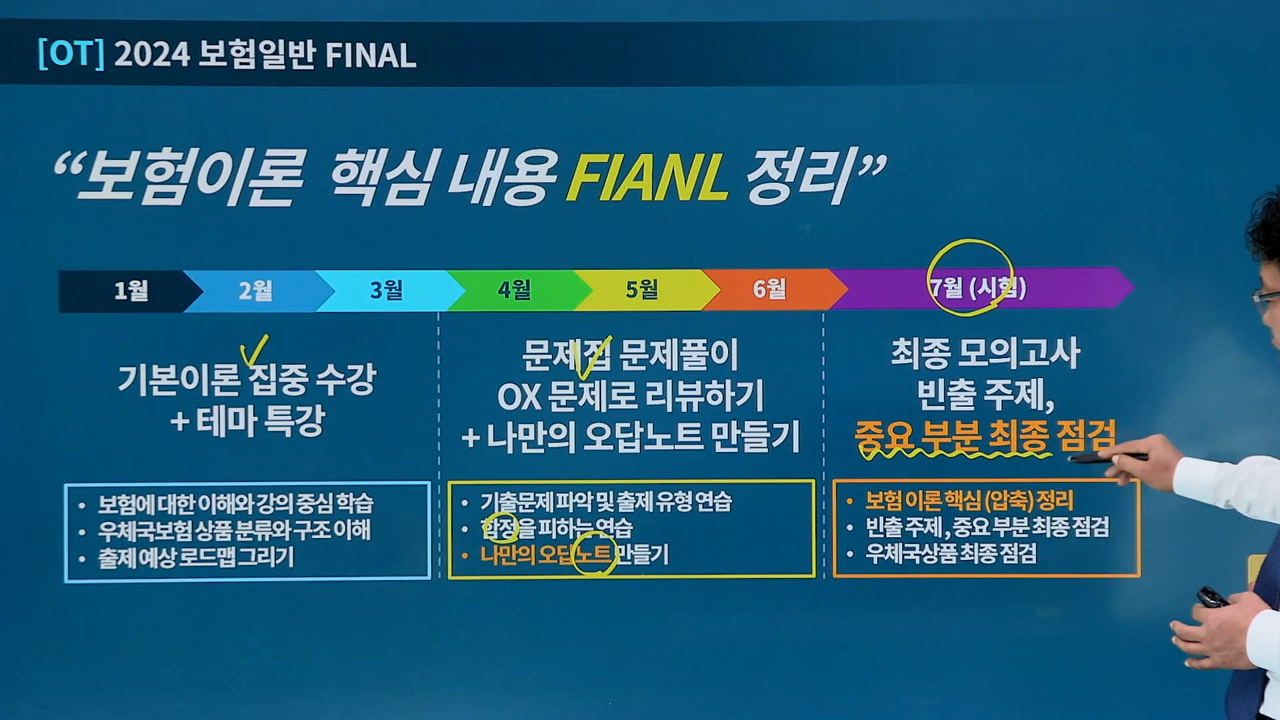 [OT] 2024 보험일반 FINAL
“보험이론 핵심 내용 FIANL 정리”
1월 2월 3월 4월 5월 6월 7월 (시험)
기본이론 집중 수강
+ 테마 특강
• 보험에 대한 이해와 강의 중심 학습
• 우체국보험 상품 분류와 구조 이해
• 출제 예상 로드맵 그리기
문제집 문제풀이
OX 문제로 리뷰하기
+ 나만의 오답노트 만들기
• 기출문제 파악 및 출제 유형 연습
• 함정을 피하는 연습
• 나만의 오답노트 만들기
최종 모의고사
빈출 주제,
중요 부분 최종 점검
• 보험 이론 핵심 (압축) 정리
• 빈출 주제, 중요 부분 최종 점검
• 우체국상품 최종 점검